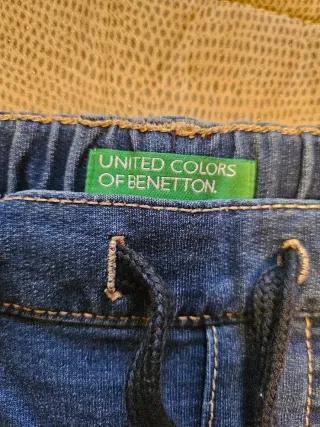 UNITED COLORS
OF BENETTON.